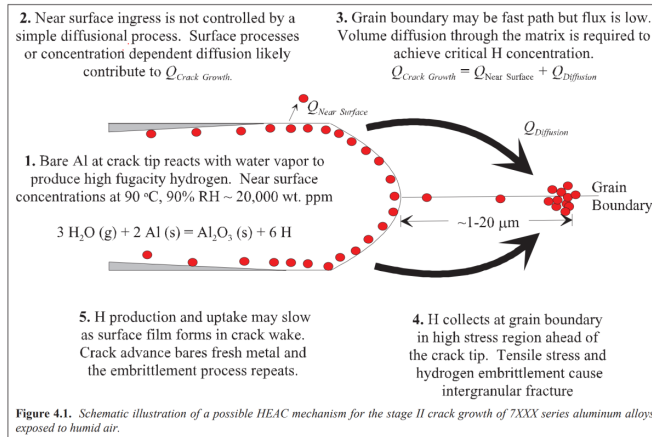 2. Near surface ingress is not controlled by a
simple diffusional process. Surface processes
or concentration dependent diffusion likely
contribute to Q Crack Growth.
3. Grain boundary may be fast path but flux is low.
Volume diffusion through the matrix is required to
achieve critical H concentration.
Q Crack Growth = Q Near Surface + Q Diffusion
Q Near Surface
Q Diffusion
1. Bare Al at crack tip reacts with water vapor to
produce high fugacity hydrogen. Near surface
concentrations at 90 °C, 90% RH ~ 20,000 wt. ppm
3 H₂O (g) + 2 Al (s) = Al₂O₃ (s) + 6 H
Grain
Boundary
~1-20 μm
5. H production and uptake may slow
as surface film forms in crack wake.
Crack advance bares fresh metal and
the embrittlement process repeats.
4. H collects at grain boundary
in high stress region ahead of
the crack tip. Tensile stress and
hydrogen embrittlement cause
intergranular fracture
Figure 4.1. Schematic illustration of a possible HEAC mechanism for the stage II crack growth of 7XXX series aluminum alloys
exposed to humid air.